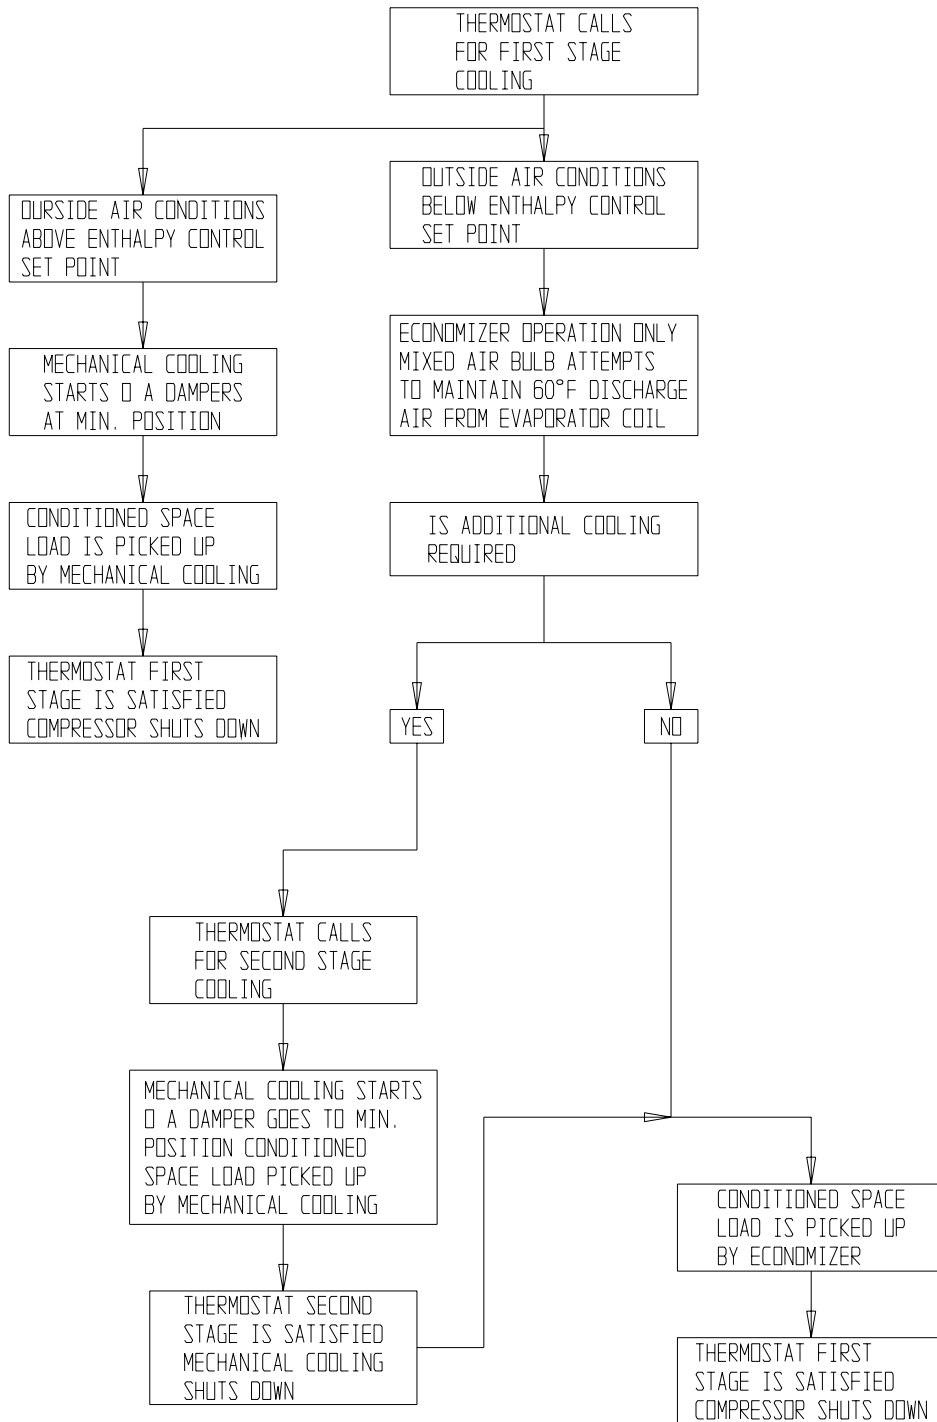 THERMOSTAT CALLS
FOR FIRST STAGE
COOLING
OURSIDE AIR CONDITIONS
ABOVE ENTHALPY CONTROL
SET POINT
OUTSIDE AIR CONDITIONS
BELOW ENTHALPY CONTROL
SET POINT
MECHANICAL COOLING
STARTS O A DAMPERS
AT MIN. POSITION
ECONOMIZER OPERATION ONLY
MIXED AIR BULB ATTEMPTS
TO MAINTAIN 60°F DISCHARGE
AIR FROM EVAPORATOR COIL
CONDITIONED SPACE
LOAD IS PICKED UP
BY MECHANICAL COOLING
IS ADDITIONAL COOLING
REQUIRED
THERMOSTAT FIRST
STAGE IS SATISFIED
COMPRESSOR SHUTS DOWN
YES
NO
THERMOSTAT CALLS
FOR SECOND STAGE
COOLING
MECHANICAL COOLING STARTS
O A DAMPER GOES TO MIN.
POSITION CONDITIONED
SPACE LOAD PICKED UP
BY MECHANICAL COOLING
THERMOSTAT SECOND
STAGE IS SATISFIED
MECHANICAL COOLING
SHUTS DOWN
CONDITIONED SPACE
LOAD IS PICKED UP
BY ECONOMIZER
THERMOSTAT FIRST
STAGE IS SATISFIED
COMPRESSOR SHUTS DOWN